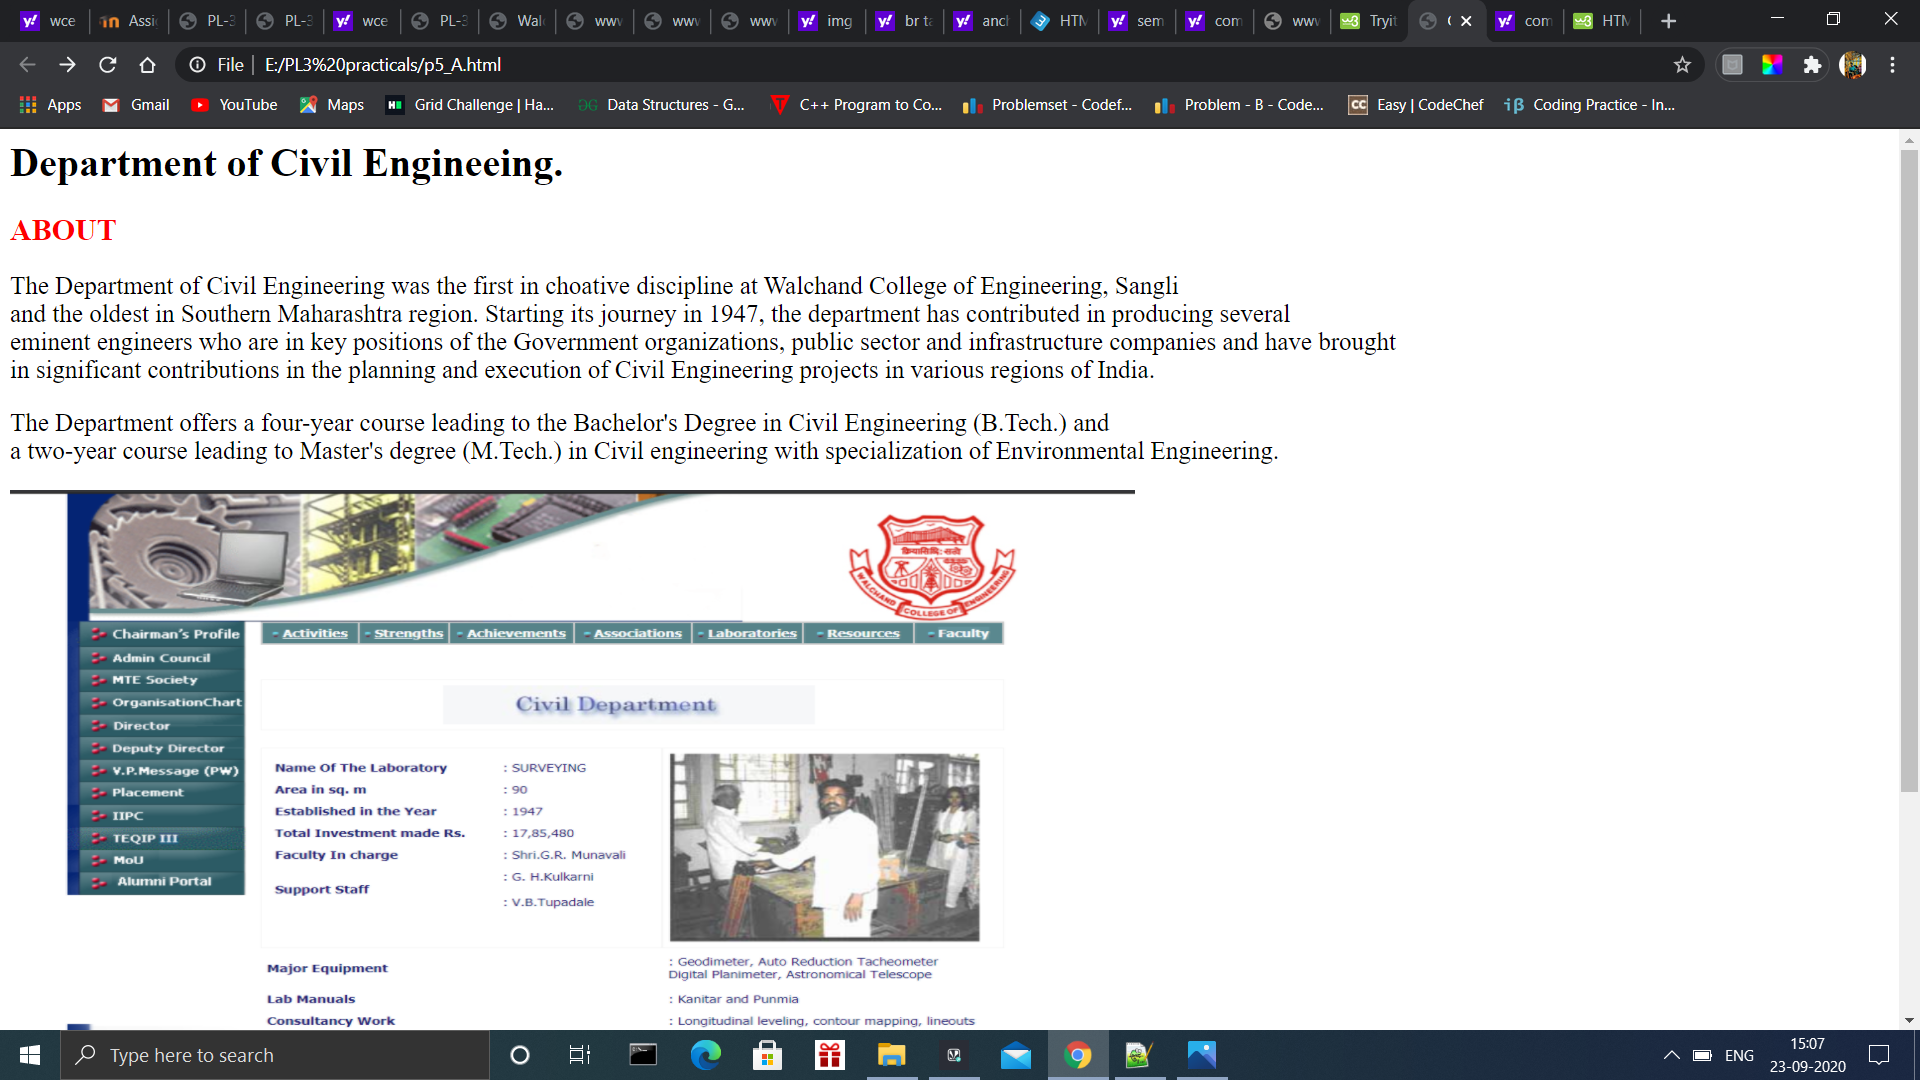 wce
Assi
PL-3
PL-3
wce
PL-3
Walc
www
www
www
img
br ta
anch
HTM
sem
com
www
Tryit
com
HTM
File
E:/PL3%20practicals/p5_A.html
Apps
Gmail
YouTube
Maps
Grid Challenge | Ha...
Data Structures - G...
C++ Program to Co...
Problemset - Codef...
Problem - B - Code...
Easy | CodeChef
Coding Practice - In...
Department of Civil Engineeing.
ABOUT
The Department of Civil Engineering was the first in choative discipline at Walchand College of Engineering, Sangli
and the oldest in Southern Maharashtra region. Starting its journey in 1947, the department has contributed in producing several
eminent engineers who are in key positions of the Government organizations, public sector and infrastructure companies and have brought
in significant contributions in the planning and execution of Civil Engineering projects in various regions of India.
The Department offers a four-year course leading to the Bachelor's Degree in Civil Engineering (B.Tech.) and
a two-year course leading to Master's degree (M.Tech.) in Civil engineering with specialization of Environmental Engineering.
WALCHAND COLLEGE OF ENGINEERING
Chairman's Profile
Admin Council
MTE Society
OrganisationChart
Director
Deputy Director
V.P.Message (PW)
Placement
IIPC
TEQIP III
MoU
Alumni Portal
Activities
Strengths
Achievements
Associations
Laboratories
Resources
Faculty
Civil Department
Name Of The Laboratory : SURVEYING
Area in sq. m : 90
Established in the Year : 1947
Total Investment made Rs. : 17,85,480
Faculty In charge : Shri.G.R. Munavali
Support Staff : G. H.Kulkarni
: V.B.Tupadale
Major Equipment : Geodimeter, Auto Reduction Tacheometer
Digital Planimeter, Astronomical Telescope
Lab Manuals : Kanitar and Punmia
Consultancy Work : Longitudinal leveling, contour mapping, lineouts
Type here to search
ENG
15:07
23-09-2020